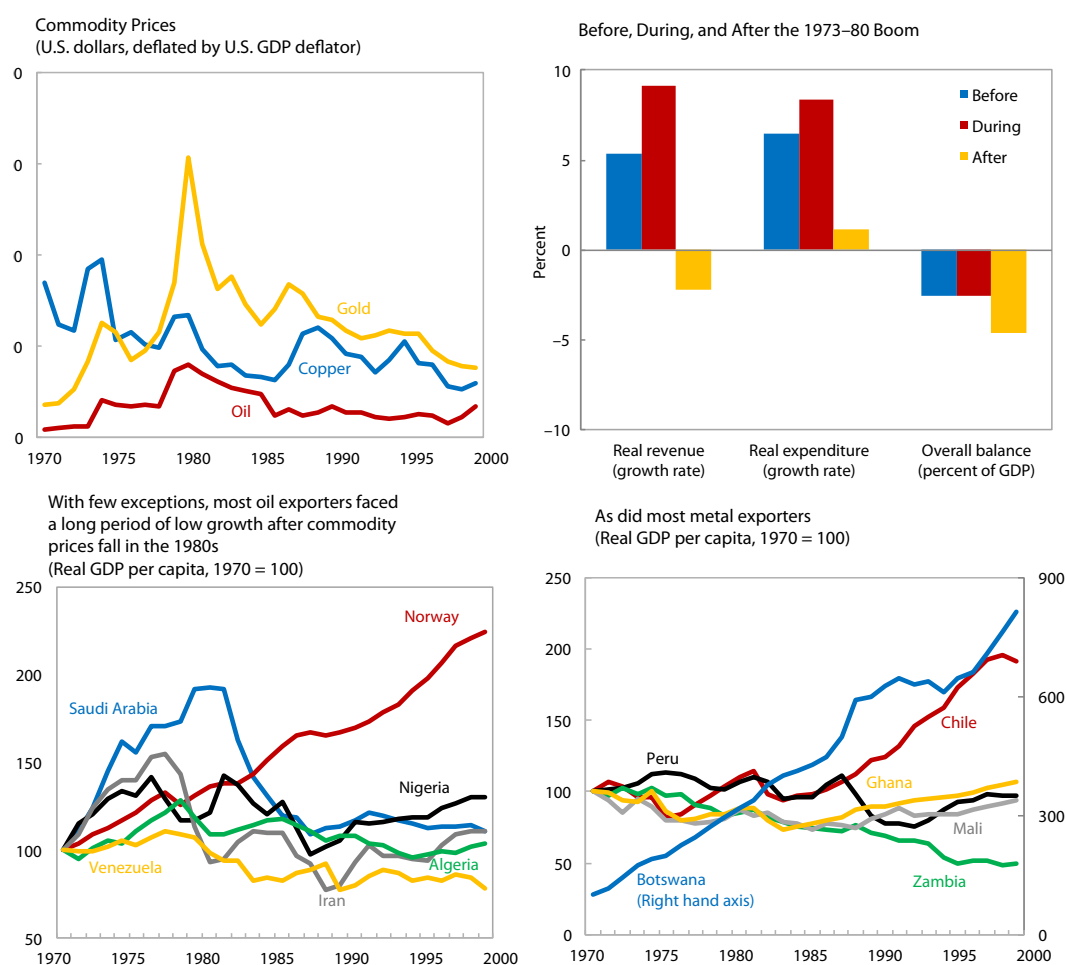 Commodity Prices
(U.S. dollars, deflated by U.S. GDP deflator)
0
0
0
0
0
Gold
Copper
Oil
1970 1975 1980 1985 1990 1995 2000
Before, During, and After the 1973–80 Boom
10
5
0
−5
−10
Percent
Before
During
After
Real revenue
(growth rate)
Real expenditure
(growth rate)
Overall balance
(percent of GDP)
With few exceptions, most oil exporters faced
a long period of low growth after commodity
prices fall in the 1980s
(Real GDP per capita, 1970 = 100)
250
200
150
100
50
Norway
Saudi Arabia
Nigeria
Venezuela
Algeria
Iran
1970 1975 1980 1985 1990 1995 2000
As did most metal exporters
(Real GDP per capita, 1970 = 100)
250
200
150
100
50
0
900
600
300
0
Peru
Chile
Ghana
Mali
Botswana
(Right hand axis)
Zambia
1970 1975 1980 1985 1990 1995 2000